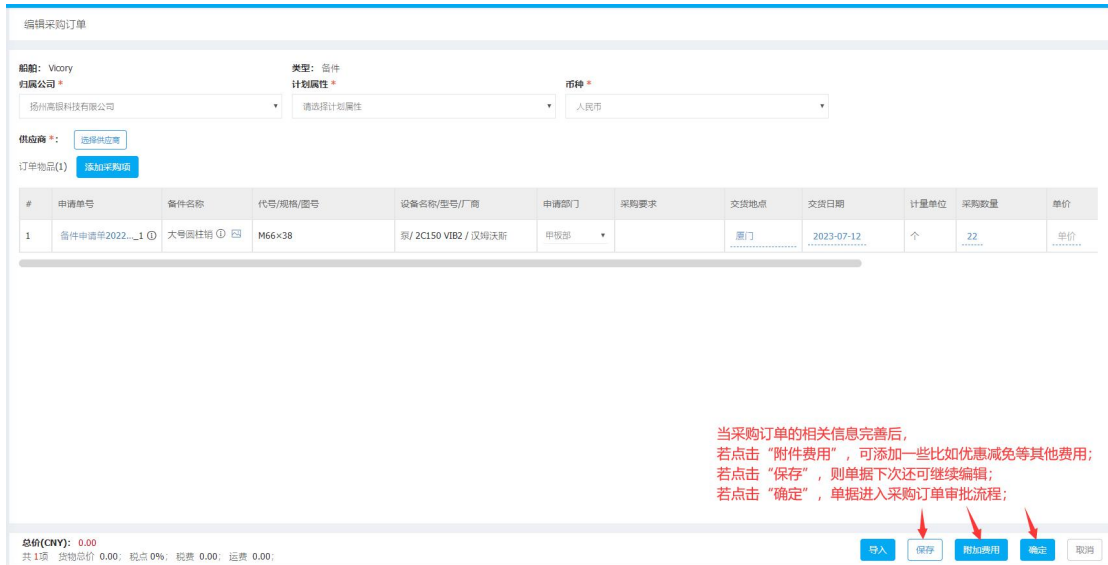 编辑采购订单
船舶： Vicory 类型： 备件
归属公司 * 计划属性 * 币种 *
扬州高银科技有限公司 请选择计划属性 人民币
供应商 *： 选择供应商
订单物品(1) 添加采购项
# 申请单号 备件名称 代号/规格/图号 设备名称/型号/厂商 申请部门 采购要求 交货地点 交货日期 计量单位 采购数量 单价
1 备件申请单2022..._1 大号圆柱销 M66×38 泵/ 2C150 VIB2 / 汉姆沃斯 甲板部 厦门 2023-07-12 个 22 单价
当采购订单的相关信息完善后，
若点击“附件费用”，可添加一些比如优惠减免等其他费用；
若点击“保存”，则单据下次还可继续编辑；
若点击“确定”，单据进入采购订单审批流程；
总价(CNY)： 0.00
共 1项 货物总价 0.00； 税点 0%； 税费 0.00； 运费 0.00；
导入 保存 附加费用 确定 取消